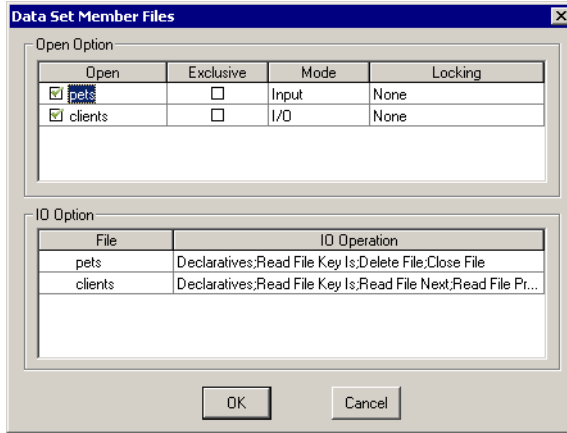 Data Set Member Files
Open Option
Open Exclusive Mode Locking
pets Input None
clients I/O None
IO Option
File IO Operation
pets Declaratives;Read File Key Is;Delete File;Close File
clients Declaratives;Read File Key Is;Read File Next;Read File Pr...
OK Cancel